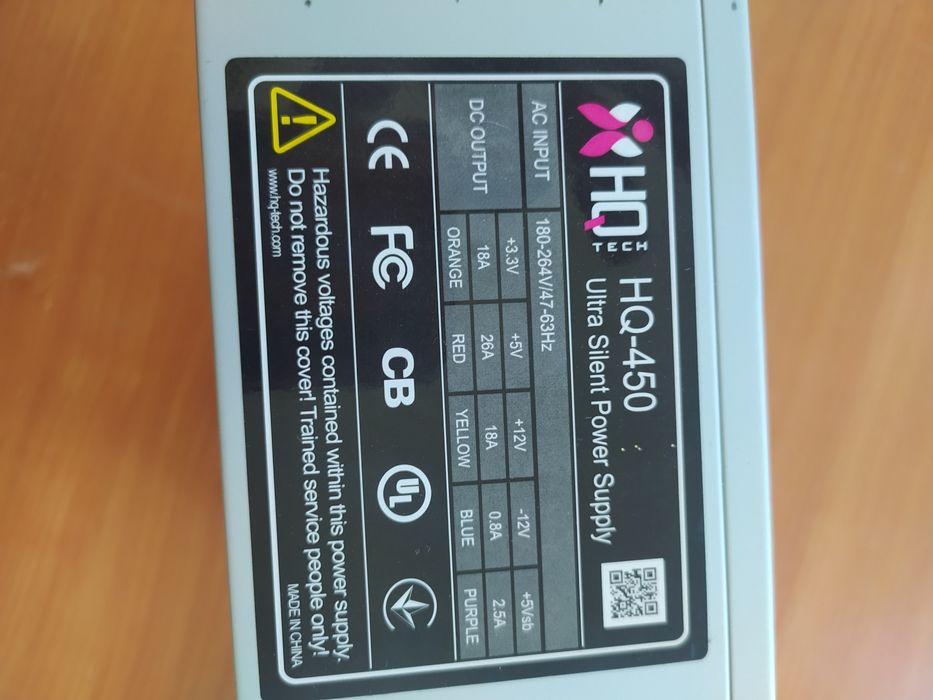 HQ
TECH
HQ-450
Ultra Silent Power Supply
AC INPUT 180-264V/47-63Hz
DC OUTPUT +3.3V +5V +12V -12V +5Vsb
18A 26A 18A 0.8A 2.5A
ORANGE RED YELLOW BLUE PURPLE
CE FC CB UL
Hazardous voltages contained within this power supply.
Do not remove this cover! Trained service people only!
www.hq-tech.com MADE IN CHINA